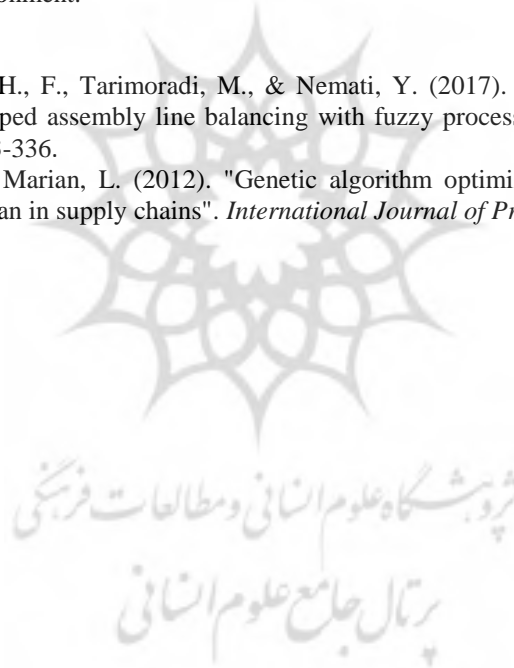 H., F., Tarimoradi, M., & Nemati, Y. (2017).
ped assembly line balancing with fuzzy process
-336.
Marian, L. (2012). "Genetic algorithm optimi
an in supply chains". International Journal of Pr
پژوهشگاه علوم انسانی و مطالعات فرهنگی
پرتال جامع علوم انسانی